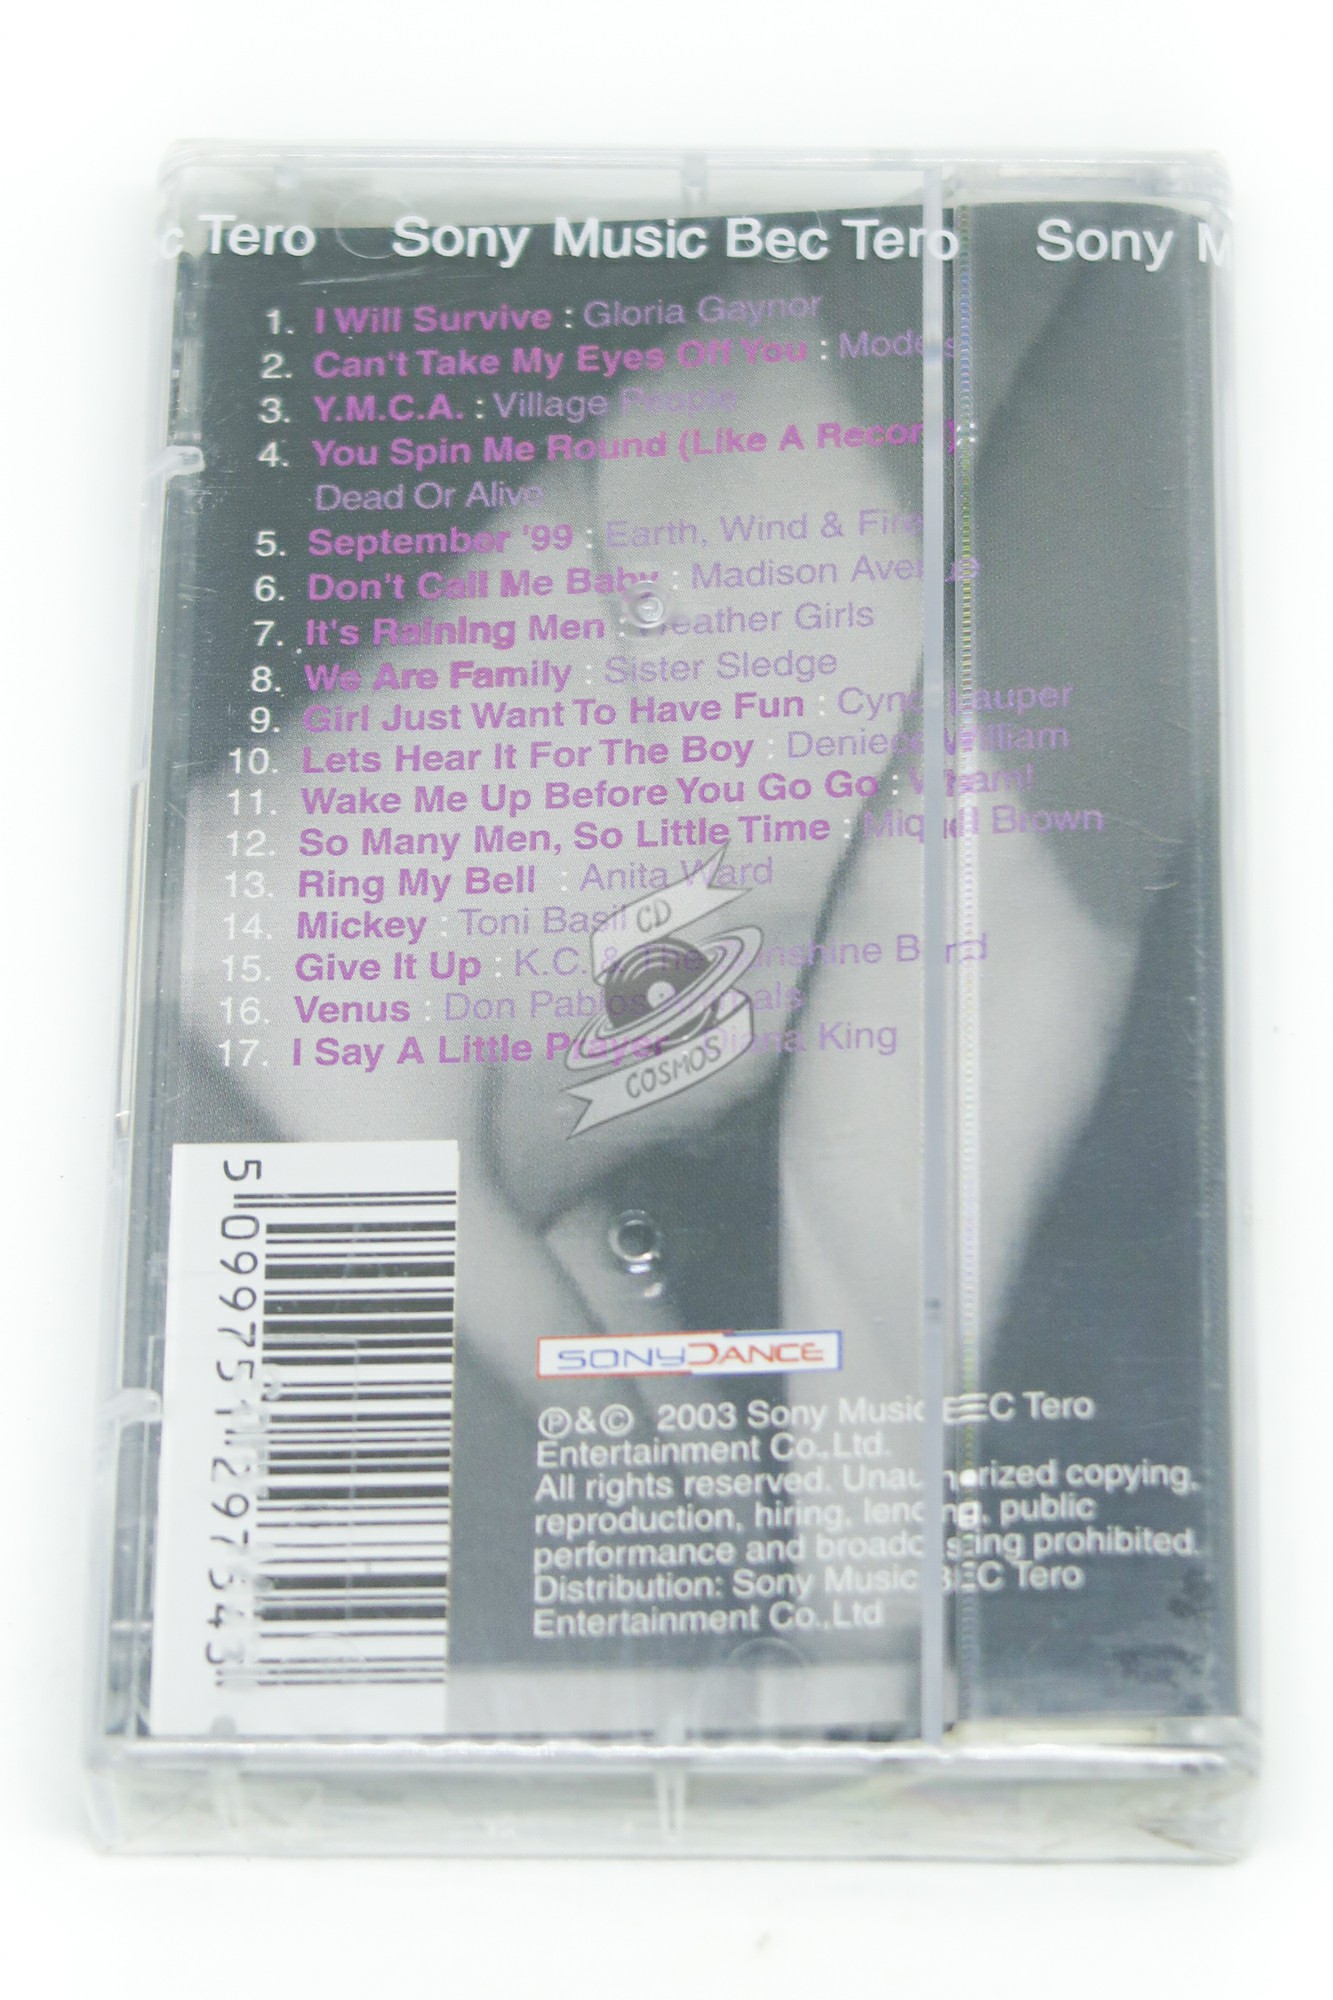 c Tero Sony Music Bec Tero Sony M
1. I Will Survive : Gloria Gaynor
2. Can't Take My Eyes Off You : Models
3. Y.M.C.A. : Village People
4. You Spin Me Round (Like A Record) :
Dead Or Alive
5. September '99 : Earth, Wind & Fire
6. Don't Call Me Baby : Madison Avenue
7. It's Raining Men : Weather Girls
8. We Are Family : Sister Sledge
9. Girl Just Want To Have Fun : Cyndi Lauper
10. Lets Hear It For The Boy : Deniece William
11. Wake Me Up Before You Go Go : Wham!
12. So Many Men, So Little Time : Miquel Brown
13. Ring My Bell : Anita Ward
14. Mickey : Toni Basil
15. Give It Up : K.C. & The Sunshine Band
16. Venus : Don Pablos Animals
17. I Say A Little Prayer : Diana King
CD
COSMOS
5 099751 297543
SONYDANCE
Ⓟ&© 2003 Sony Music BEC Tero
Entertainment Co.,Ltd.
All rights reserved. Unauthorized copying,
reproduction, hiring, lending, public
performance and broadcasting prohibited.
Distribution: Sony Music BEC Tero
Entertainment Co.,Ltd